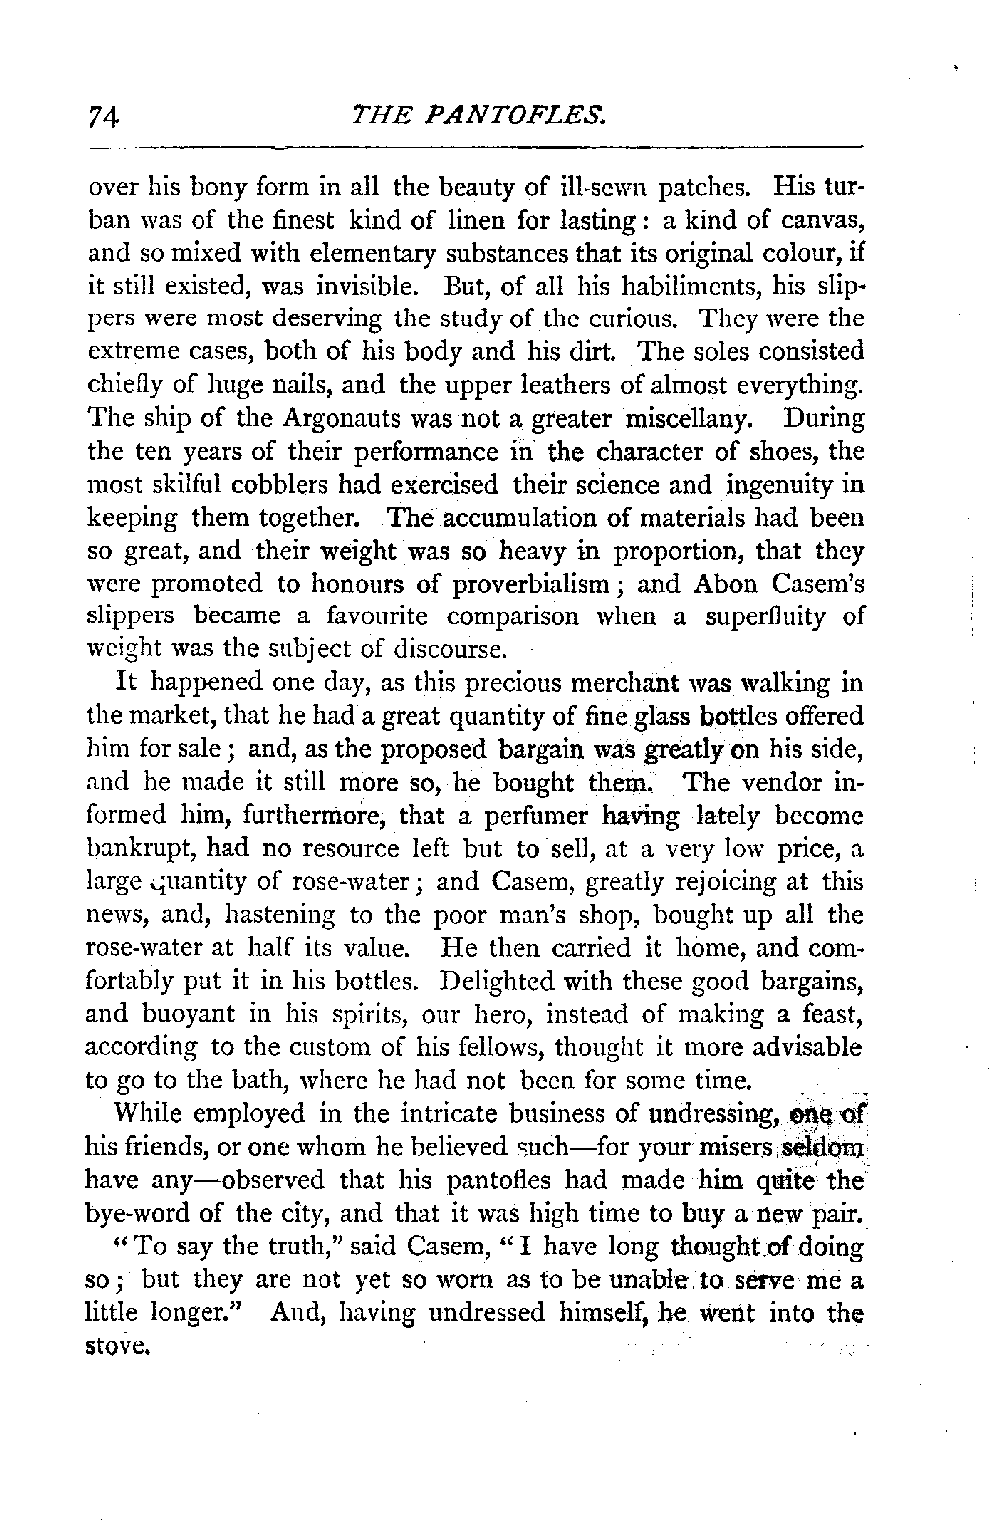 74 THE PANTOFLES.
over his bony form in all the beauty of ill-sewn patches. His tur-
ban was of the finest kind of linen for lasting: a kind of canvas,
and so mixed with elementary substances that its original colour, if
it still existed, was invisible. But, of all his habiliments, his slip-
pers were most deserving the study of the curious. They were the
extreme cases, both of his body and his dirt. The soles consisted
chiefly of huge nails, and the upper leathers of almost everything.
The ship of the Argonauts was not a greater miscellany. During
the ten years of their performance in the character of shoes, the
most skilful cobblers had exercised their science and ingenuity in
keeping them together. The accumulation of materials had been
so great, and their weight was so heavy in proportion, that they
were promoted to honours of proverbialism; and Abon Casem's
slippers became a favourite comparison when a superfluity of
weight was the subject of discourse.
It happened one day, as this precious merchant was walking in
the market, that he had a great quantity of fine glass bottles offered
him for sale; and, as the proposed bargain was greatly on his side,
and he made it still more so, he bought them. The vendor in-
formed him, furthermore, that a perfumer having lately become
bankrupt, had no resource left but to sell, at a very low price, a
large quantity of rose-water; and Casem, greatly rejoicing at this
news, and, hastening to the poor man's shop, bought up all the
rose-water at half its value. He then carried it home, and com-
fortably put it in his bottles. Delighted with these good bargains,
and buoyant in his spirits, our hero, instead of making a feast,
according to the custom of his fellows, thought it more advisable
to go to the bath, where he had not been for some time.
While employed in the intricate business of undressing, one of
his friends, or one whom he believed such—for your misers seldom
have any—observed that his pantofles had made him quite the
bye-word of the city, and that it was high time to buy a new pair.
"To say the truth," said Casem, "I have long thought of doing
so; but they are not yet so worn as to be unable to serve me a
little longer." And, having undressed himself, he went into the
stove.